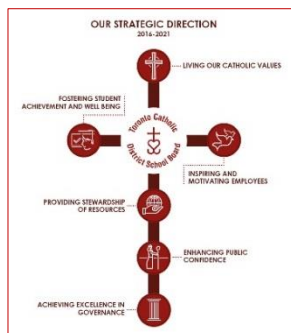 OUR STRATEGIC DIRECTION
2016-2021
LIVING OUR CATHOLIC VALUES
FOSTERING STUDENT
ACHIEVEMENT AND WELL BEING
Toronto Catholic
District School Board
INSPIRING AND
MOTIVATING EMPLOYEES
PROVIDING STEWARDSHIP
OF RESOURCES
ENHANCING PUBLIC
CONFIDENCE
ACHIEVING EXCELLENCE IN
GOVERNANCE